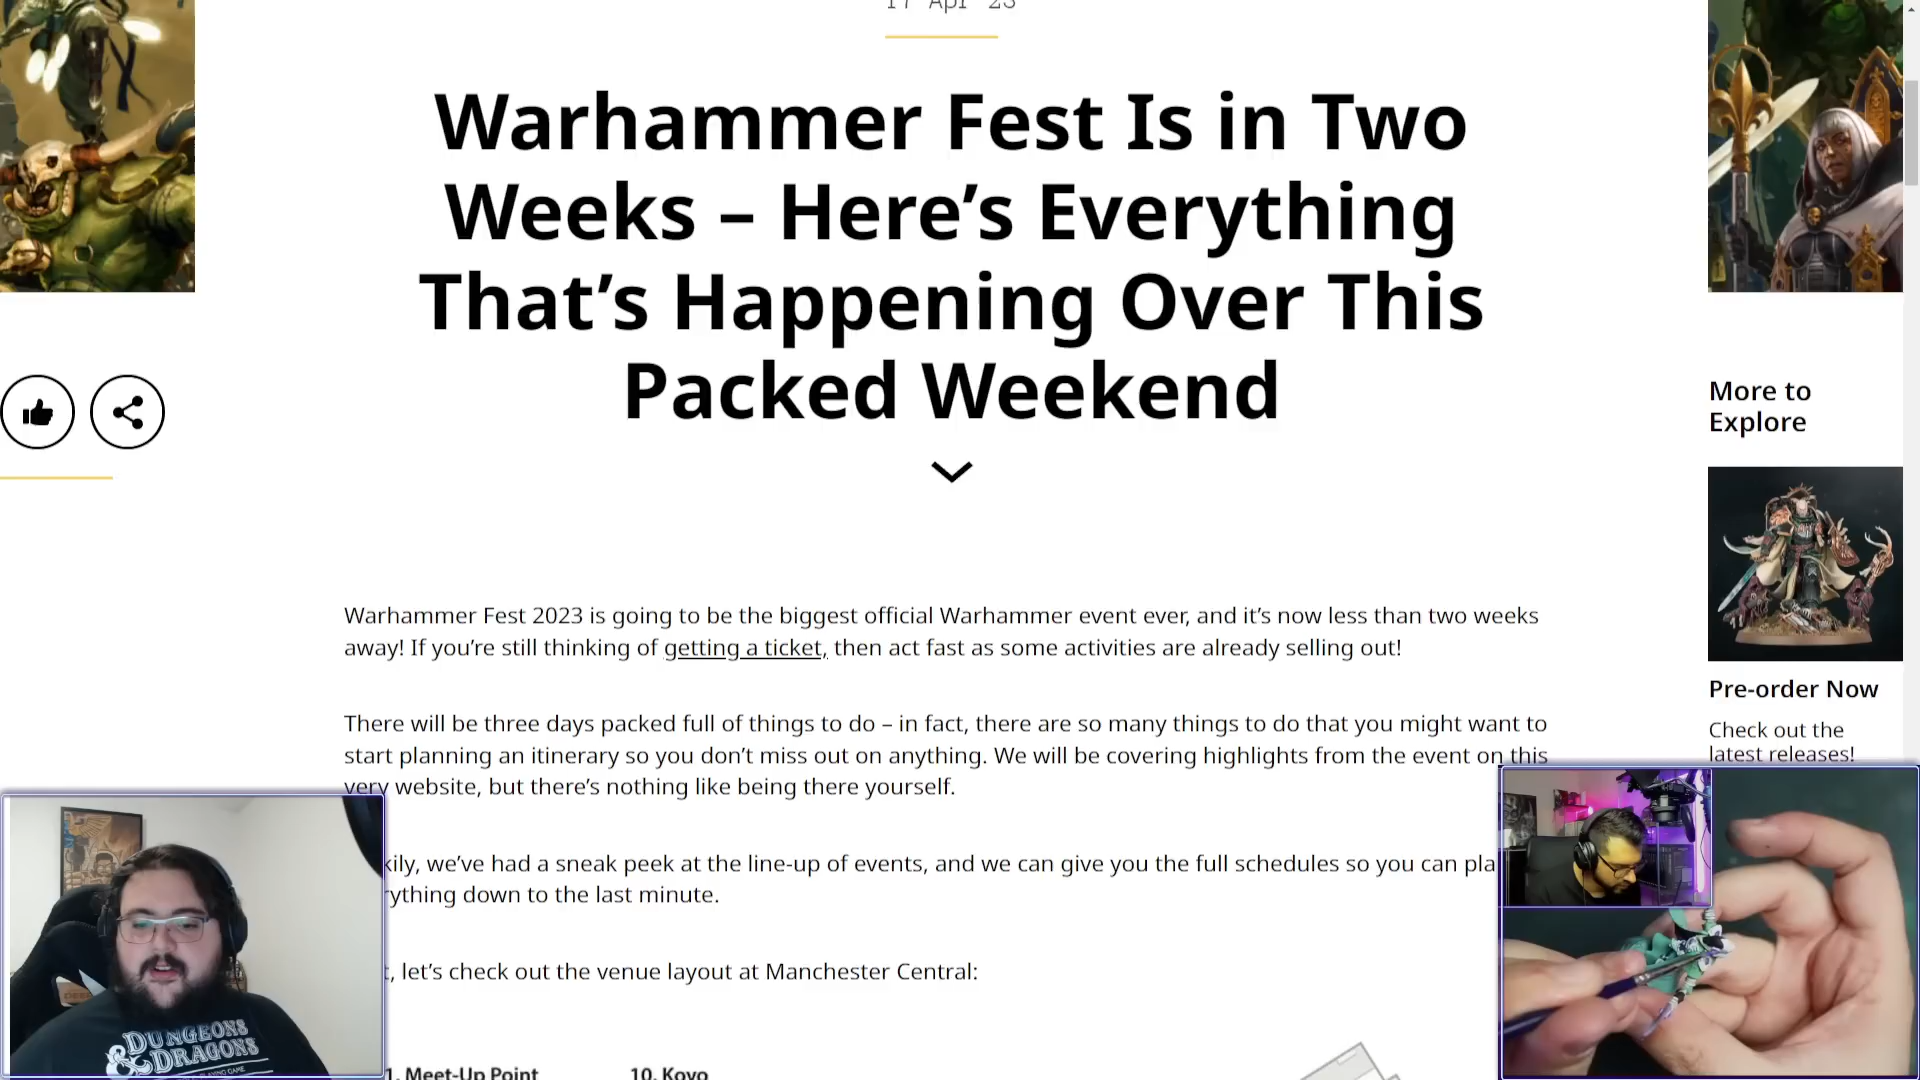 17 Apr 23
Warhammer Fest Is in Two
Weeks – Here’s Everything
That’s Happening Over This
Packed Weekend
More to
Explore
Warhammer Fest 2023 is going to be the biggest official Warhammer event ever, and it’s now less than two weeks
away! If you’re still thinking of getting a ticket, then act fast as some activities are already selling out!
Pre-order Now
Check out the
latest releases!
There will be three days packed full of things to do – in fact, there are so many things to do that you might want to
start planning an itinerary so you don’t miss out on anything. We will be covering highlights from the event on this
very website, but there’s nothing like being there yourself.
kily, we’ve had a sneak peek at the line-up of events, and we can give you the full schedules so you can pla
rything down to the last minute.
t, let’s check out the venue layout at Manchester Central:
DUNGEONS
& DRAGONS
1. Meet-Up Point
10. Koyo